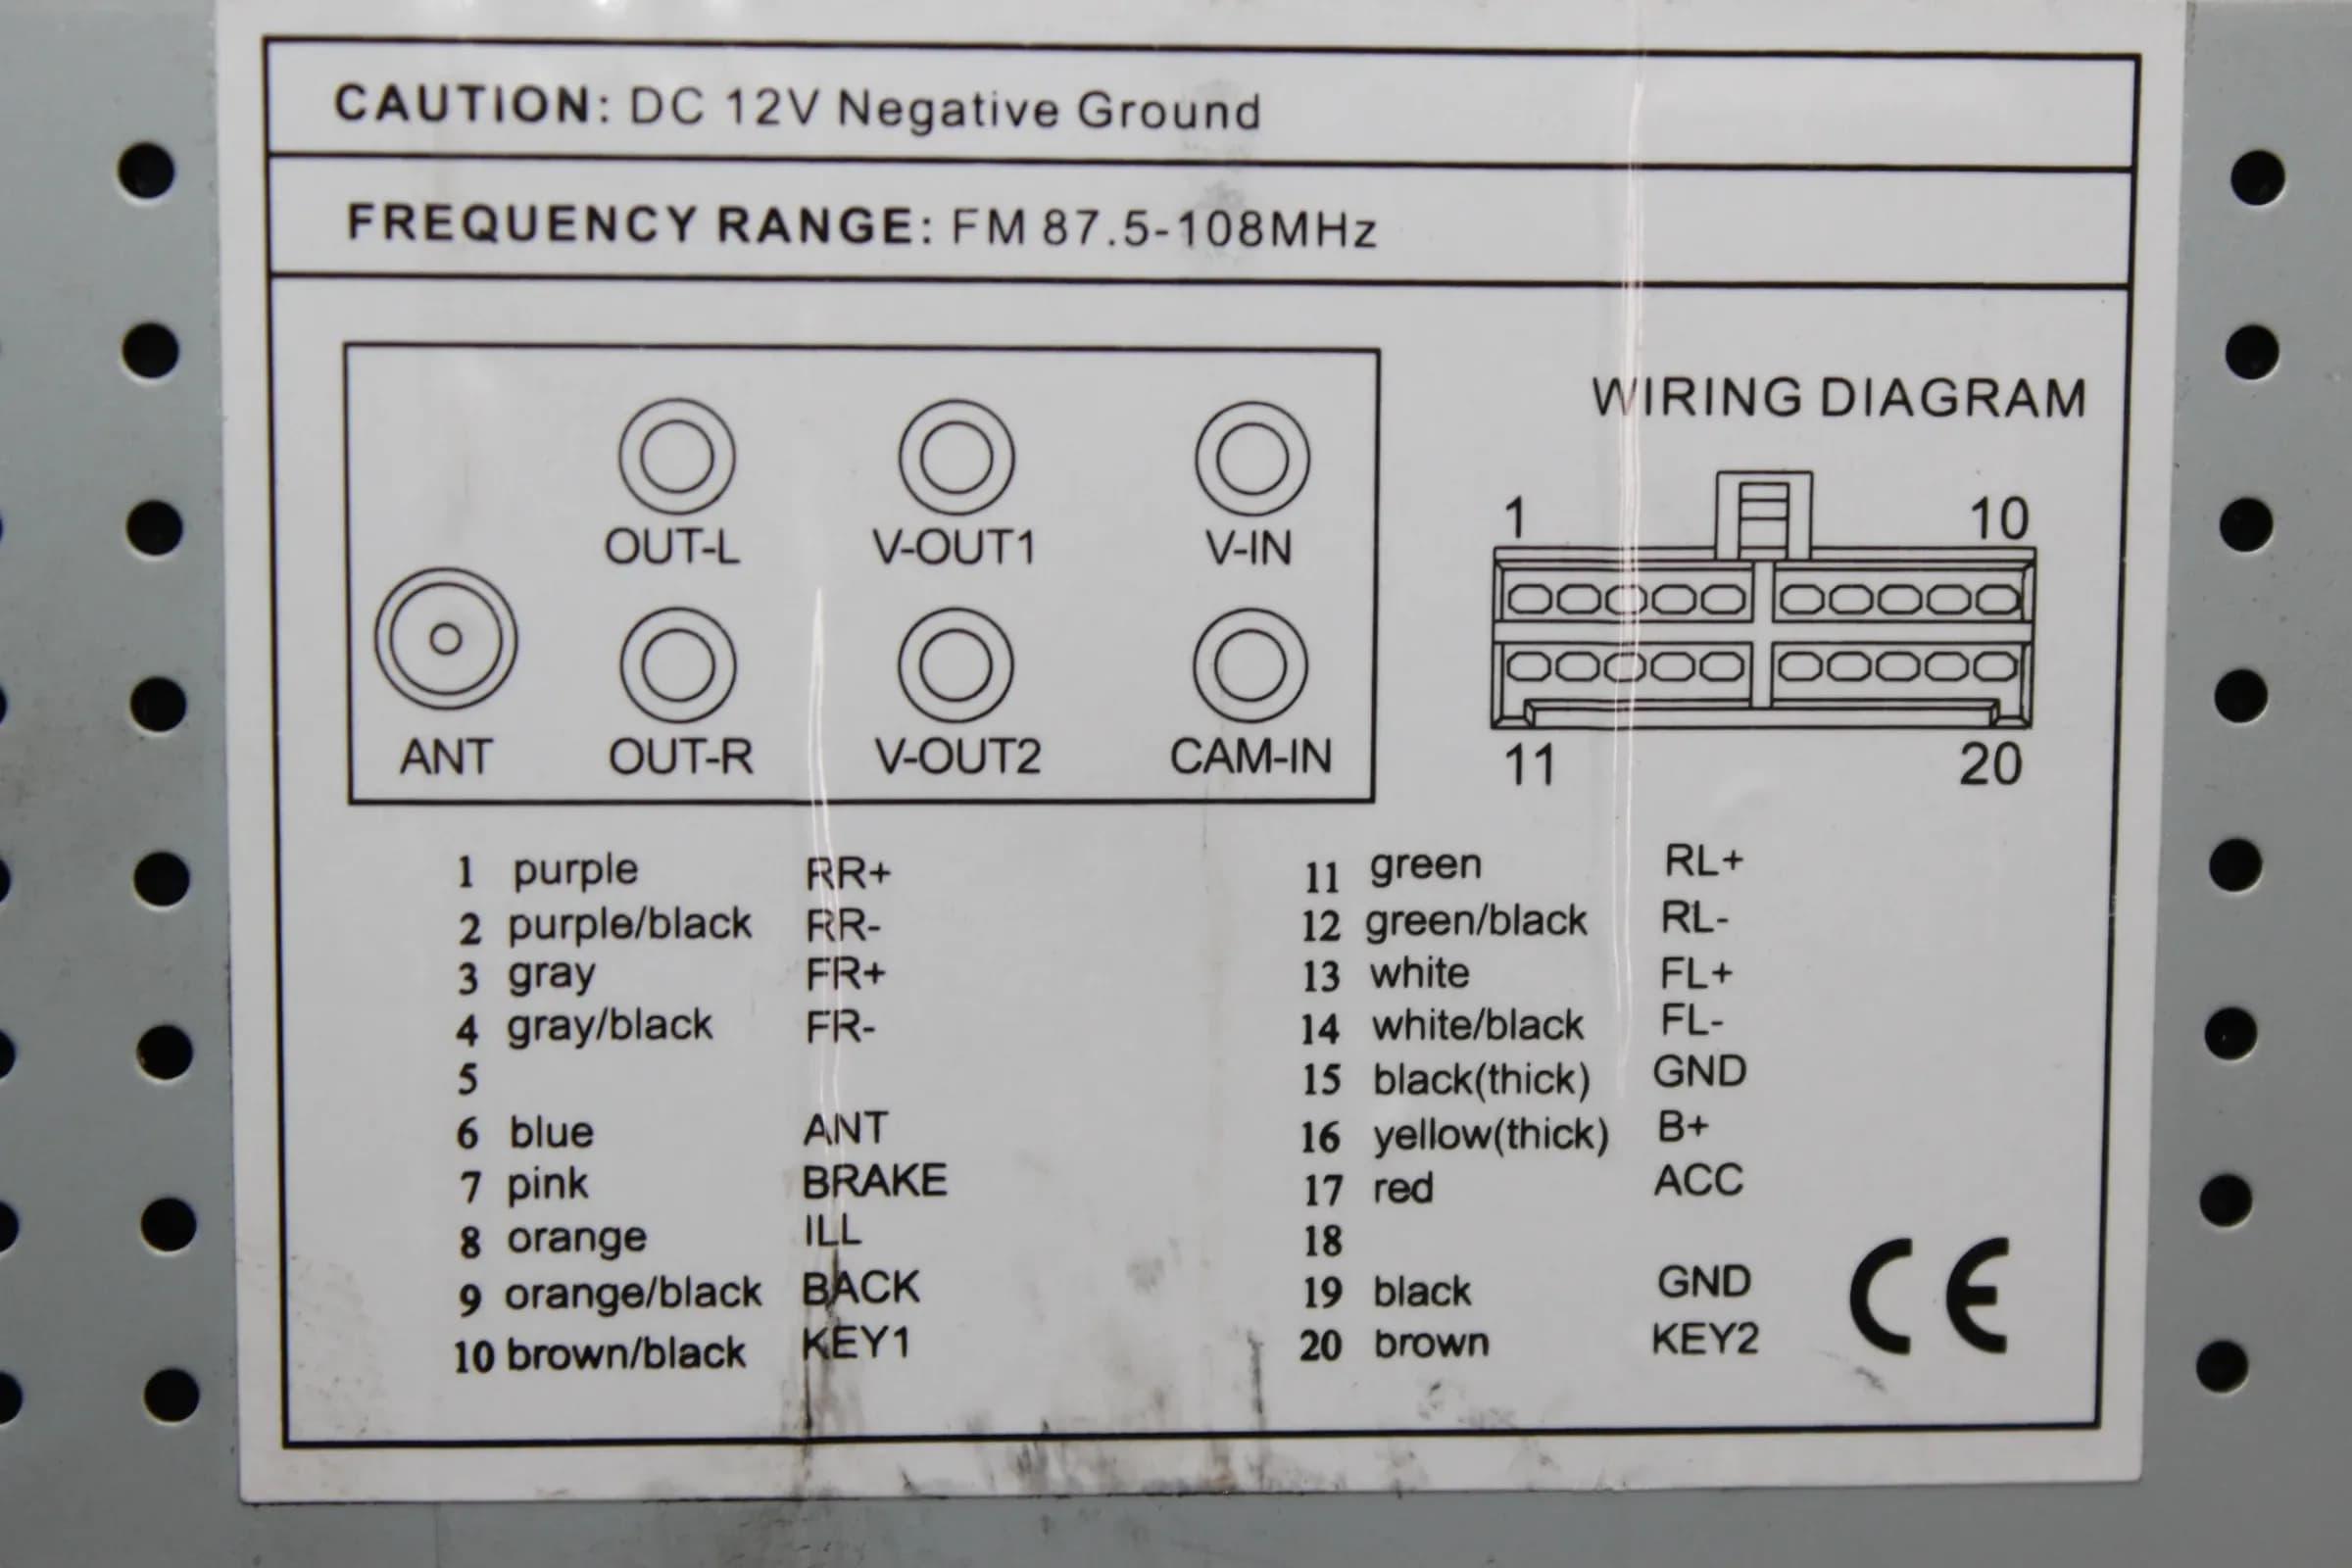 CAUTION: DC 12V Negative Ground
FREQUENCY RANGE: FM 87.5-108MHz
WIRING DIAGRAM
OUT-L V-OUT1 V-IN
ANT OUT-R V-OUT2 CAM-IN
1 10
11 20
1 purple RR+
2 purple/black RR-
3 gray FR+
4 gray/black FR-
5
6 blue ANT
7 pink BRAKE
8 orange ILL
9 orange/black BACK
10 brown/black KEY1
11 green RL+
12 green/black RL-
13 white FL+
14 white/black FL-
15 black(thick) GND
16 yellow(thick) B+
17 red ACC
18
19 black GND
20 brown KEY2
CE